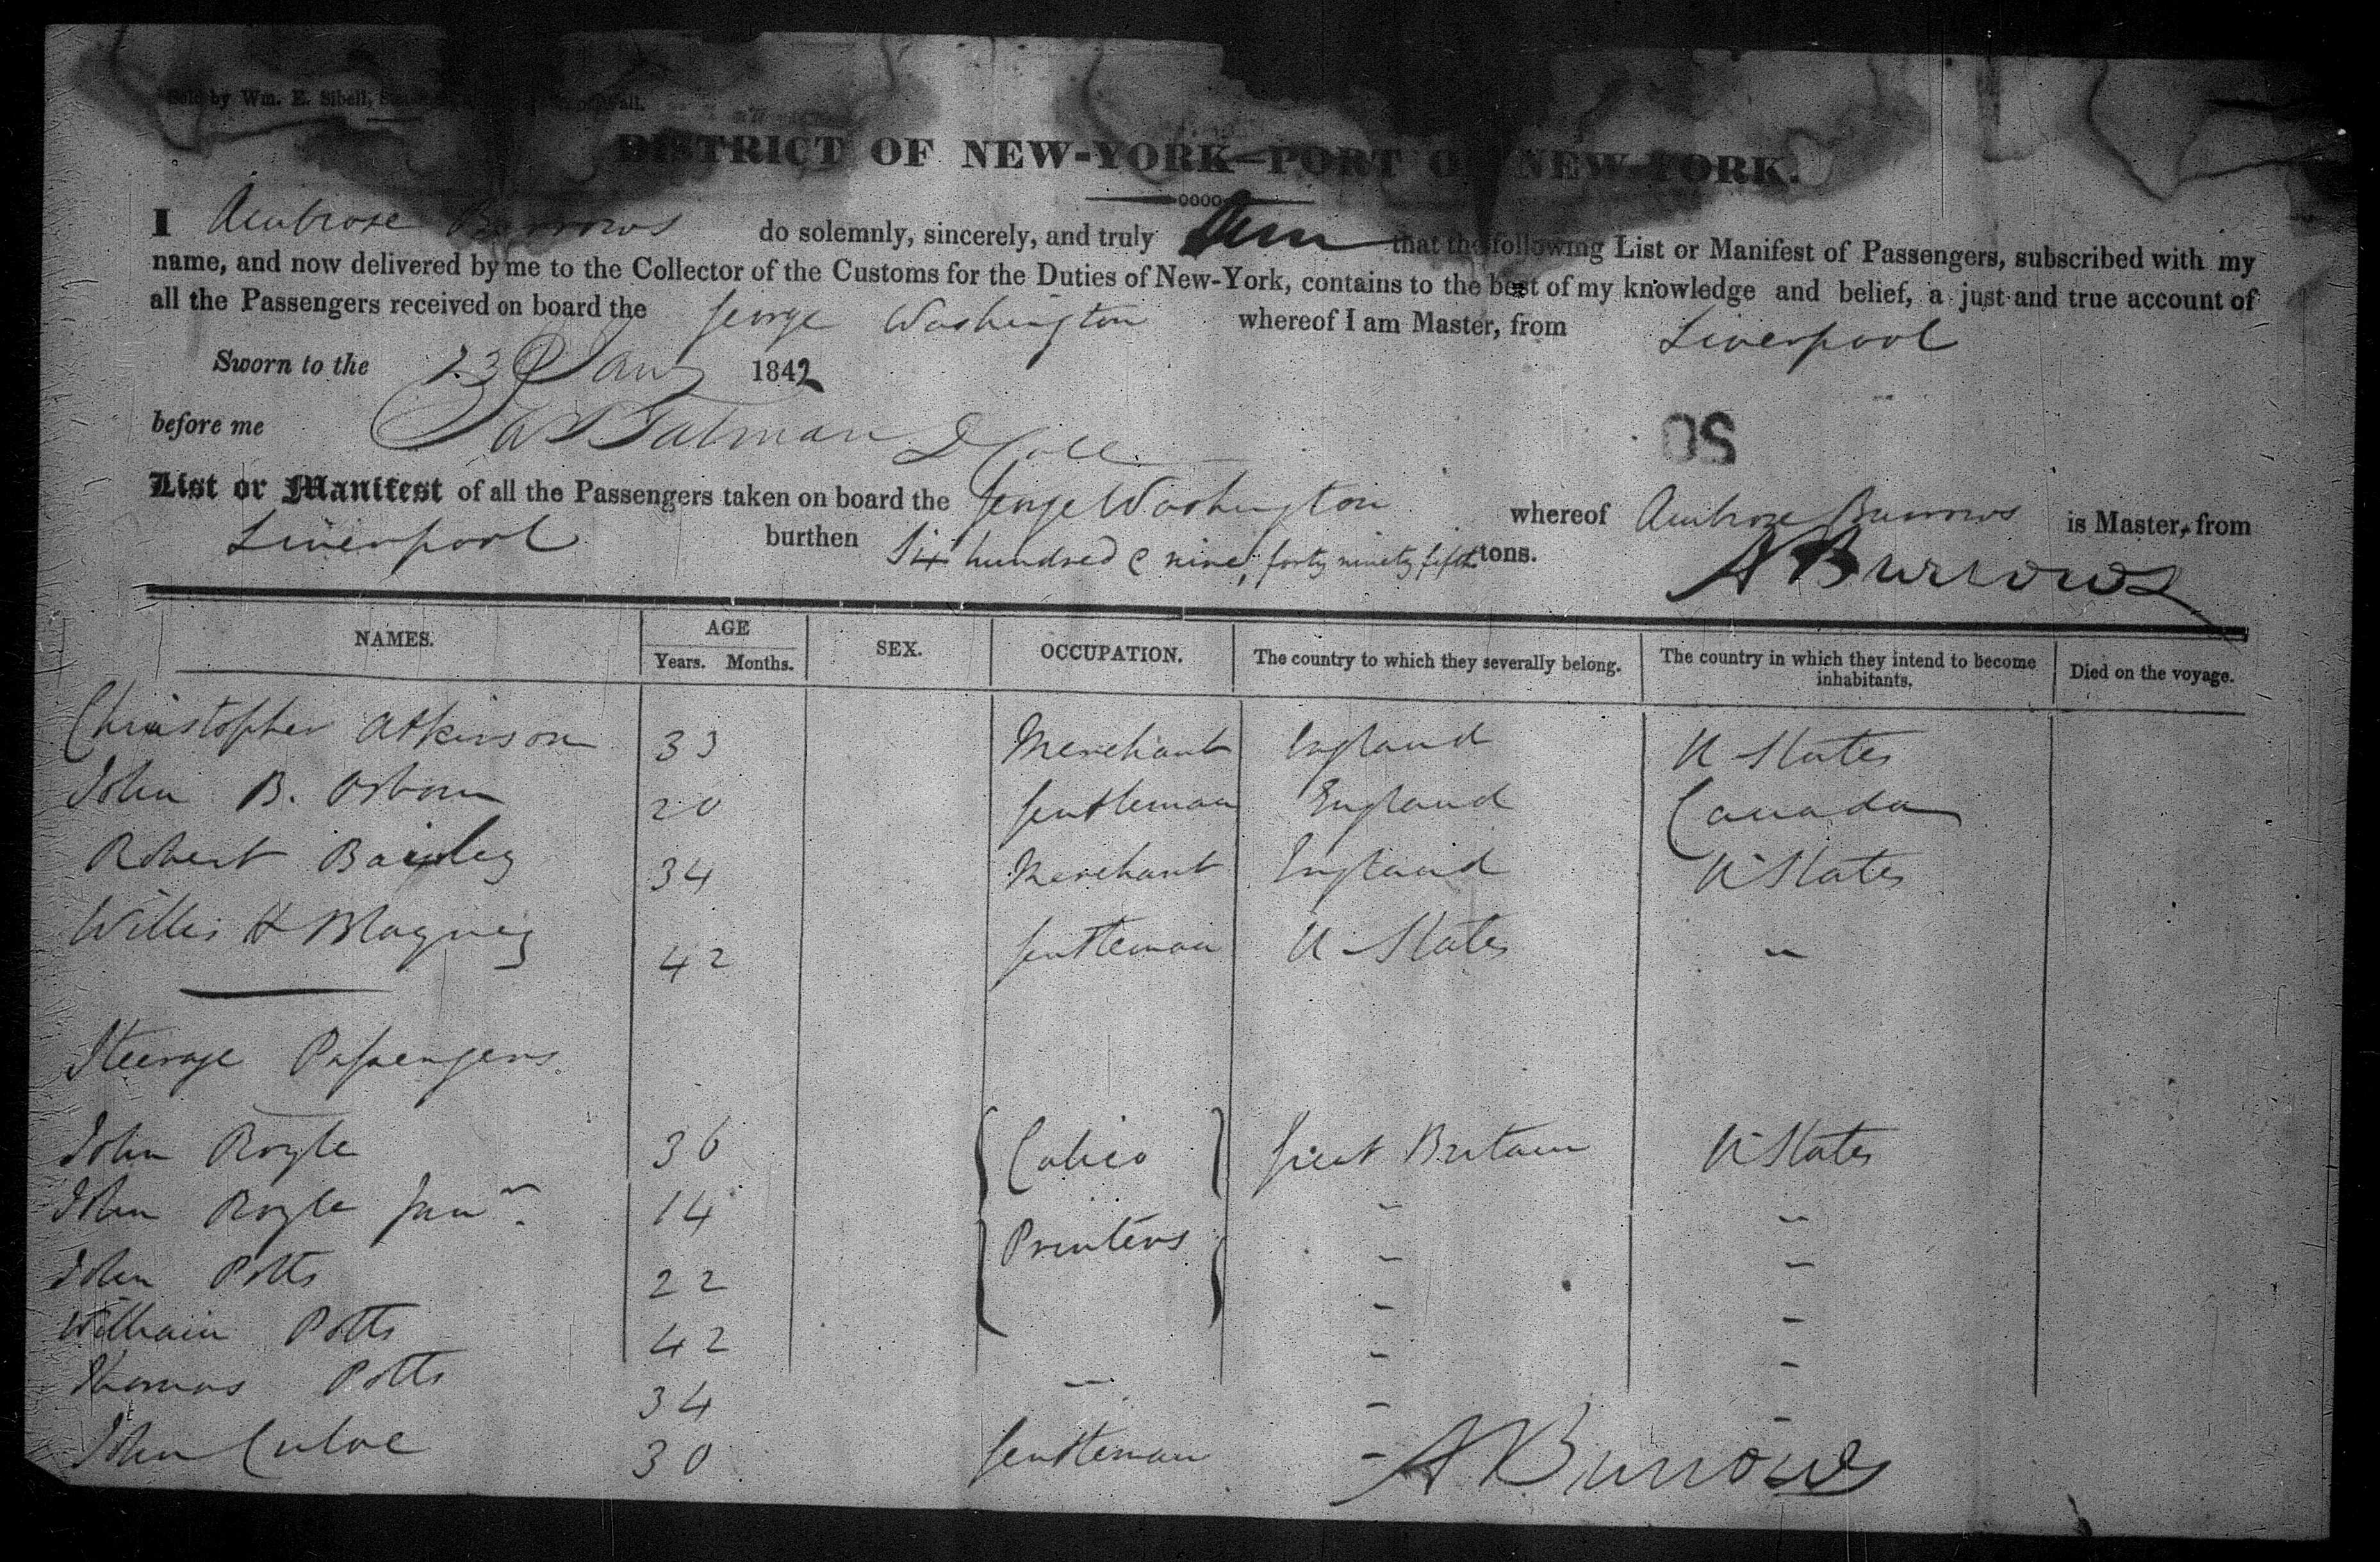 Sold by Wm. E. Sibell,
DISTRICT OF NEW-YORK—PORT OF NEW-YORK.
I Ambrose Burrows do solemnly, sincerely, and truly that the following List or Manifest of Passengers, subscribed with my
name, and now delivered by me to the Collector of the Customs for the Duties of New-York, contains to the best of my knowledge and belief, a just and true account of
all the Passengers received on board the George Washington whereof I am Master, from Liverpool
Sworn to the 23 Jany 1842
before me Talman D Coll
List or Manifest of all the Passengers taken on board the George Washington whereof Ambrose Burrows is Master, from
Liverpool burthen Six hundred & nine, forty ninety fifth tons.
A Burrows
NAMES. AGE Years. Months. SEX. OCCUPATION. The country to which they severally belong. The country in which they intend to become inhabitants. Died on the voyage.
Christopher Atkinson 33 Merchant England U States
John B. Osborn 20 Gentleman England Canada
Robert Bailey 34 Merchant England U States
Willis H Magney 42 Gentleman U States "
Steerage Passengers
John Royle 36 Calico Great Britain U States
John Royle Junr. 14 Printers " "
John Potts 22 " "
William Potts 42 " "
Thomas Potts 34 " " "
John 30 Gentleman "
A Burrows